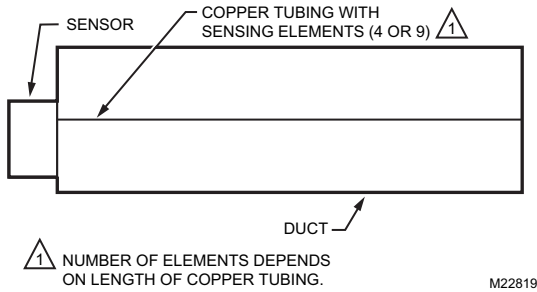 SENSOR
COPPER TUBING WITH
SENSING ELEMENTS (4 OR 9) 1
DUCT
1 NUMBER OF ELEMENTS DEPENDS
ON LENGTH OF COPPER TUBING.
M22819